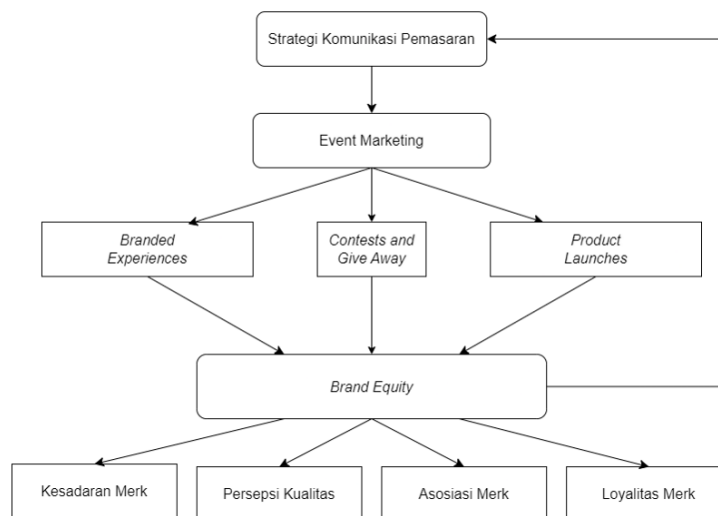 Strategi Komunikasi Pemasaran
Event Marketing
Branded
Experiences
Contests and
Give Away
Product
Launches
Brand Equity
Kesadaran Merk
Persepsi Kualitas
Asosiasi Merk
Loyalitas Merk